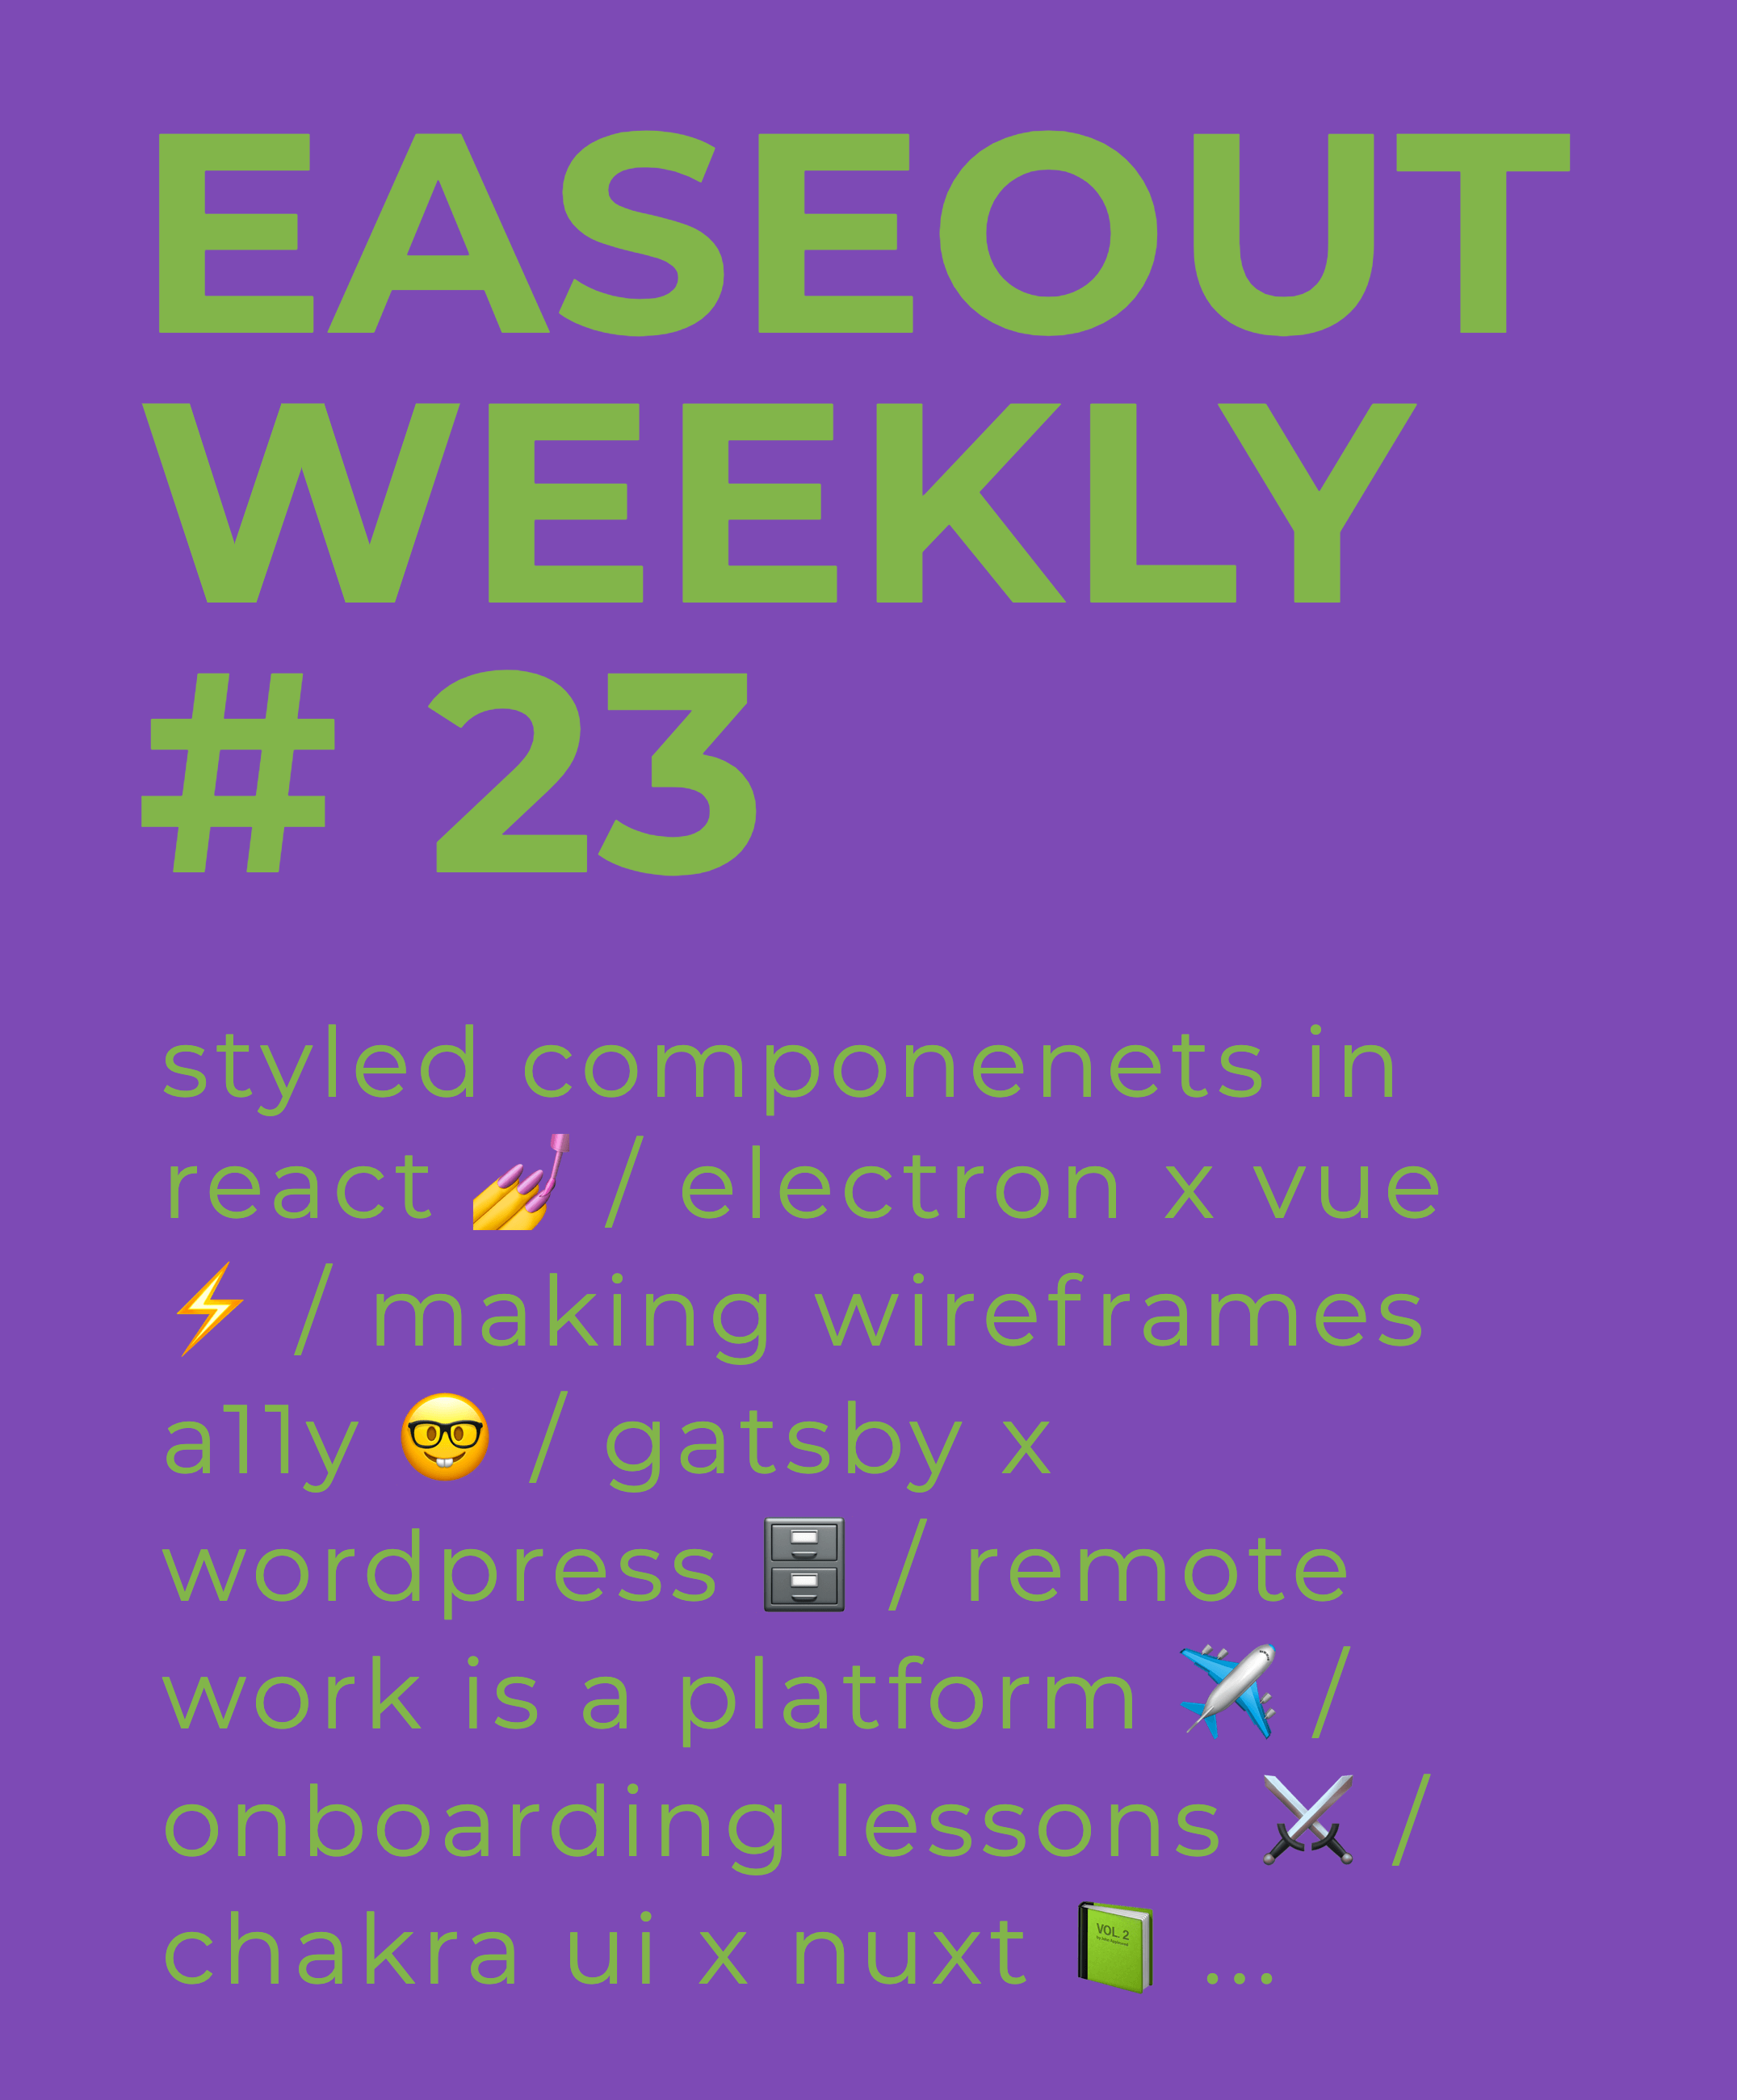 EASEOUT
WEEKLY
# 23
styled componenets in
react 💅 / electron x vue
⚡ / making wireframes
a11y 🤓 / gatsby x
wordpress 🗄️ / remote
work is a platform ✈️ /
onboarding lessons ⚔️ /
chakra ui x nuxt 📗 ...